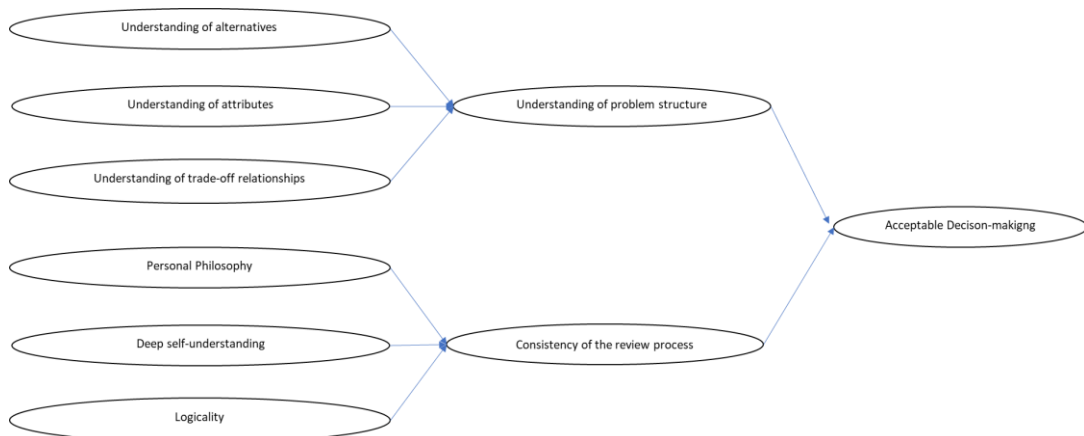 Understanding of alternatives
Understanding of attributes
Understanding of problem structure
Understanding of trade-off relationships
Acceptable Decison-makigng
Personal Philosophy
Deep self-understanding
Consistency of the review process
Logicality